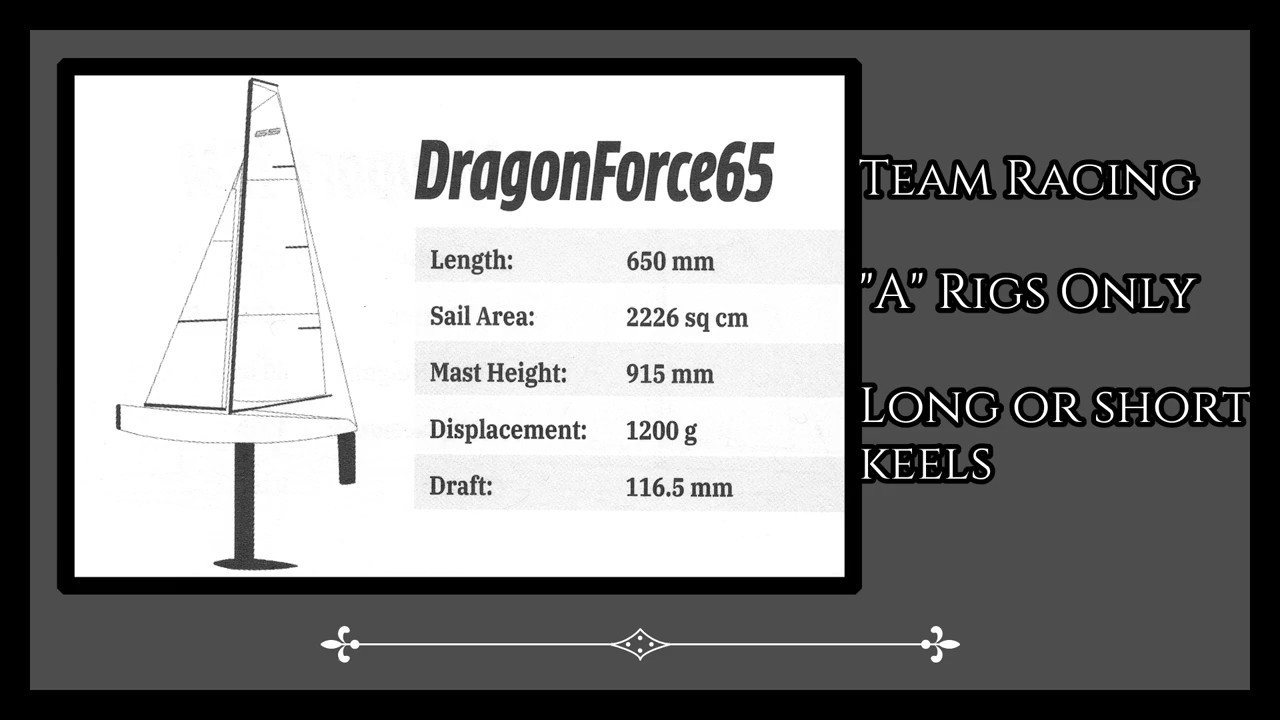 DragonForce65
Length: 650 mm
Sail Area: 2226 sq cm
Mast Height: 915 mm
Displacement: 1200 g
Draft: 116.5 mm
Team Racing
"A" Rigs Only
Long or short
keels